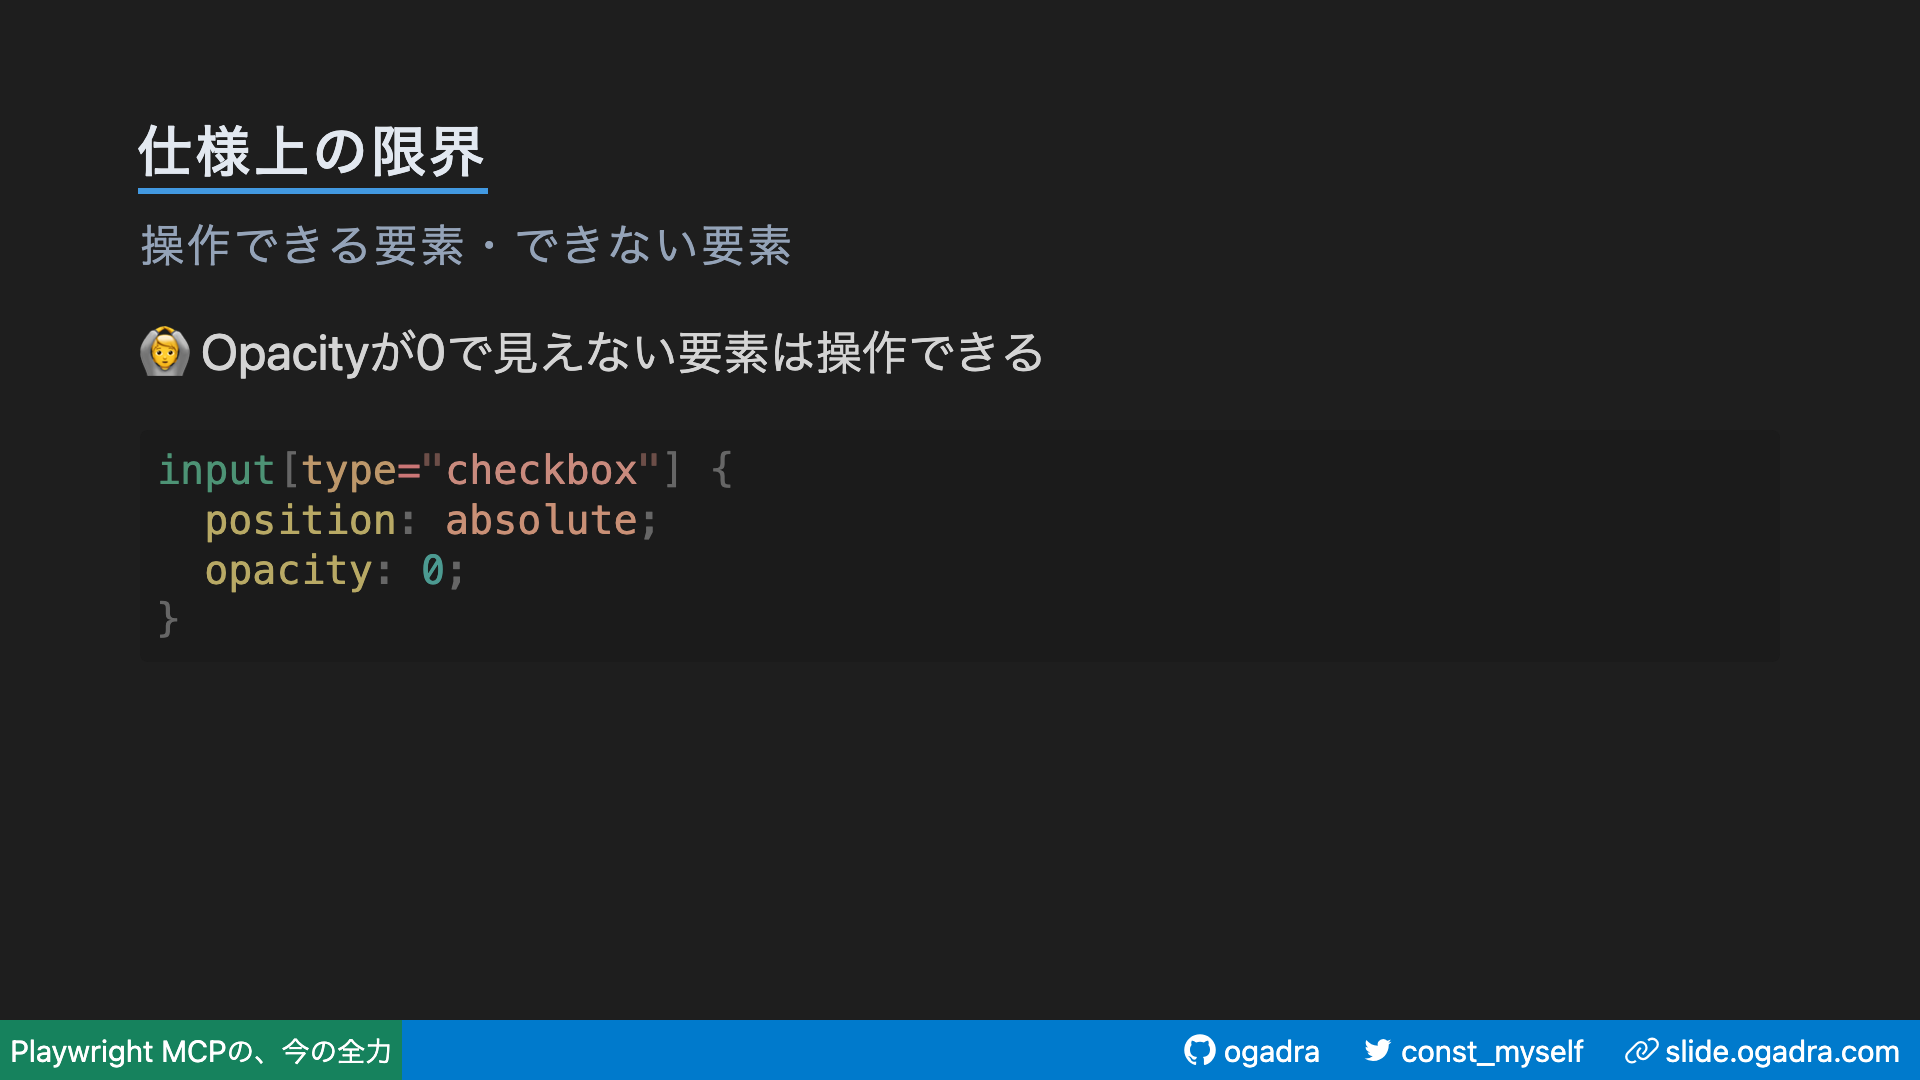 仕様上の限界
操作できる要素・できない要素
🙆 Opacityが0で見えない要素は操作できる
input[type="checkbox"] {
  position: absolute;
  opacity: 0;
}
Playwright MCPの、今の全力
ogadra
const_myself
slide.ogadra.com